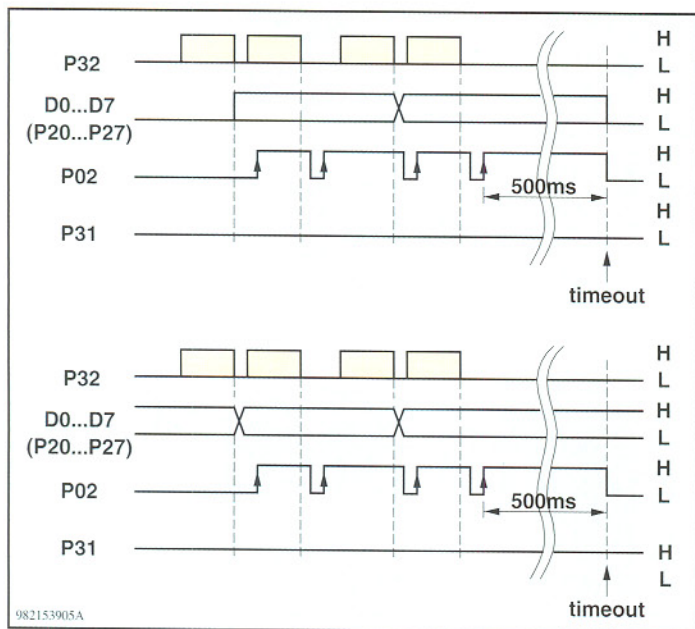 P32
H
L
D0...D7
(P20...P27)
H
L
P02
H
L
500ms
P31
H
L
timeout
P32
H
L
D0...D7
(P20...P27)
H
L
P02
H
L
500ms
P31
H
L
timeout
982153905A